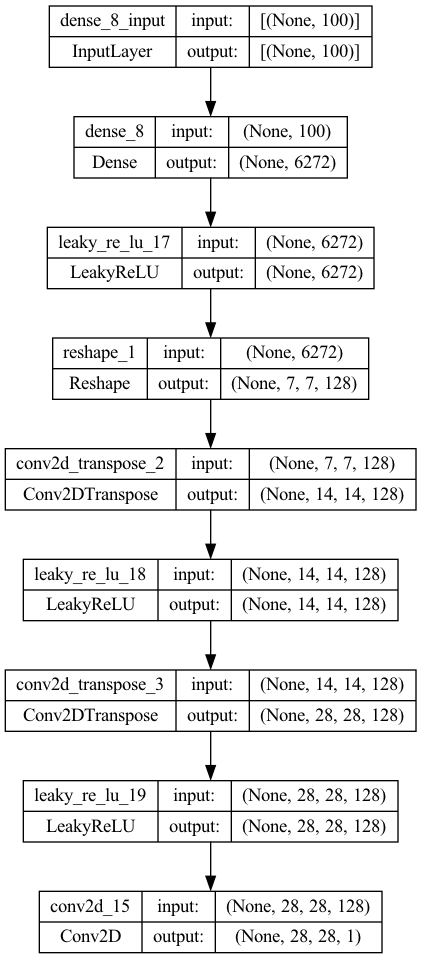 dense_8_input input: [(None, 100)]
InputLayer output: [(None, 100)]
dense_8 input: (None, 100)
Dense output: (None, 6272)
leaky_re_lu_17 input: (None, 6272)
LeakyReLU output: (None, 6272)
reshape_1 input: (None, 6272)
Reshape output: (None, 7, 7, 128)
conv2d_transpose_2 input: (None, 7, 7, 128)
Conv2DTranspose output: (None, 14, 14, 128)
leaky_re_lu_18 input: (None, 14, 14, 128)
LeakyReLU output: (None, 14, 14, 128)
conv2d_transpose_3 input: (None, 14, 14, 128)
Conv2DTranspose output: (None, 28, 28, 128)
leaky_re_lu_19 input: (None, 28, 28, 128)
LeakyReLU output: (None, 28, 28, 128)
conv2d_15 input: (None, 28, 28, 128)
Conv2D output: (None, 28, 28, 1)